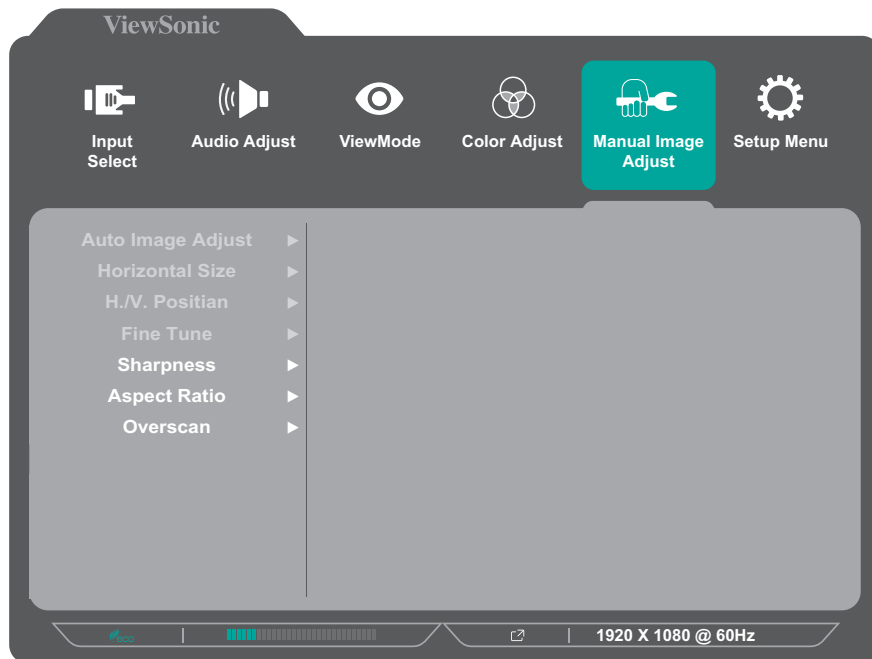 ViewSonic
Input Select
Audio Adjust
ViewMode
Color Adjust
Manual Image Adjust
Setup Menu
Auto Image Adjust
Horizontal Size
H./V. Positian
Fine Tune
Sharpness
Aspect Ratio
Overscan
eco
1920 X 1080 @ 60Hz